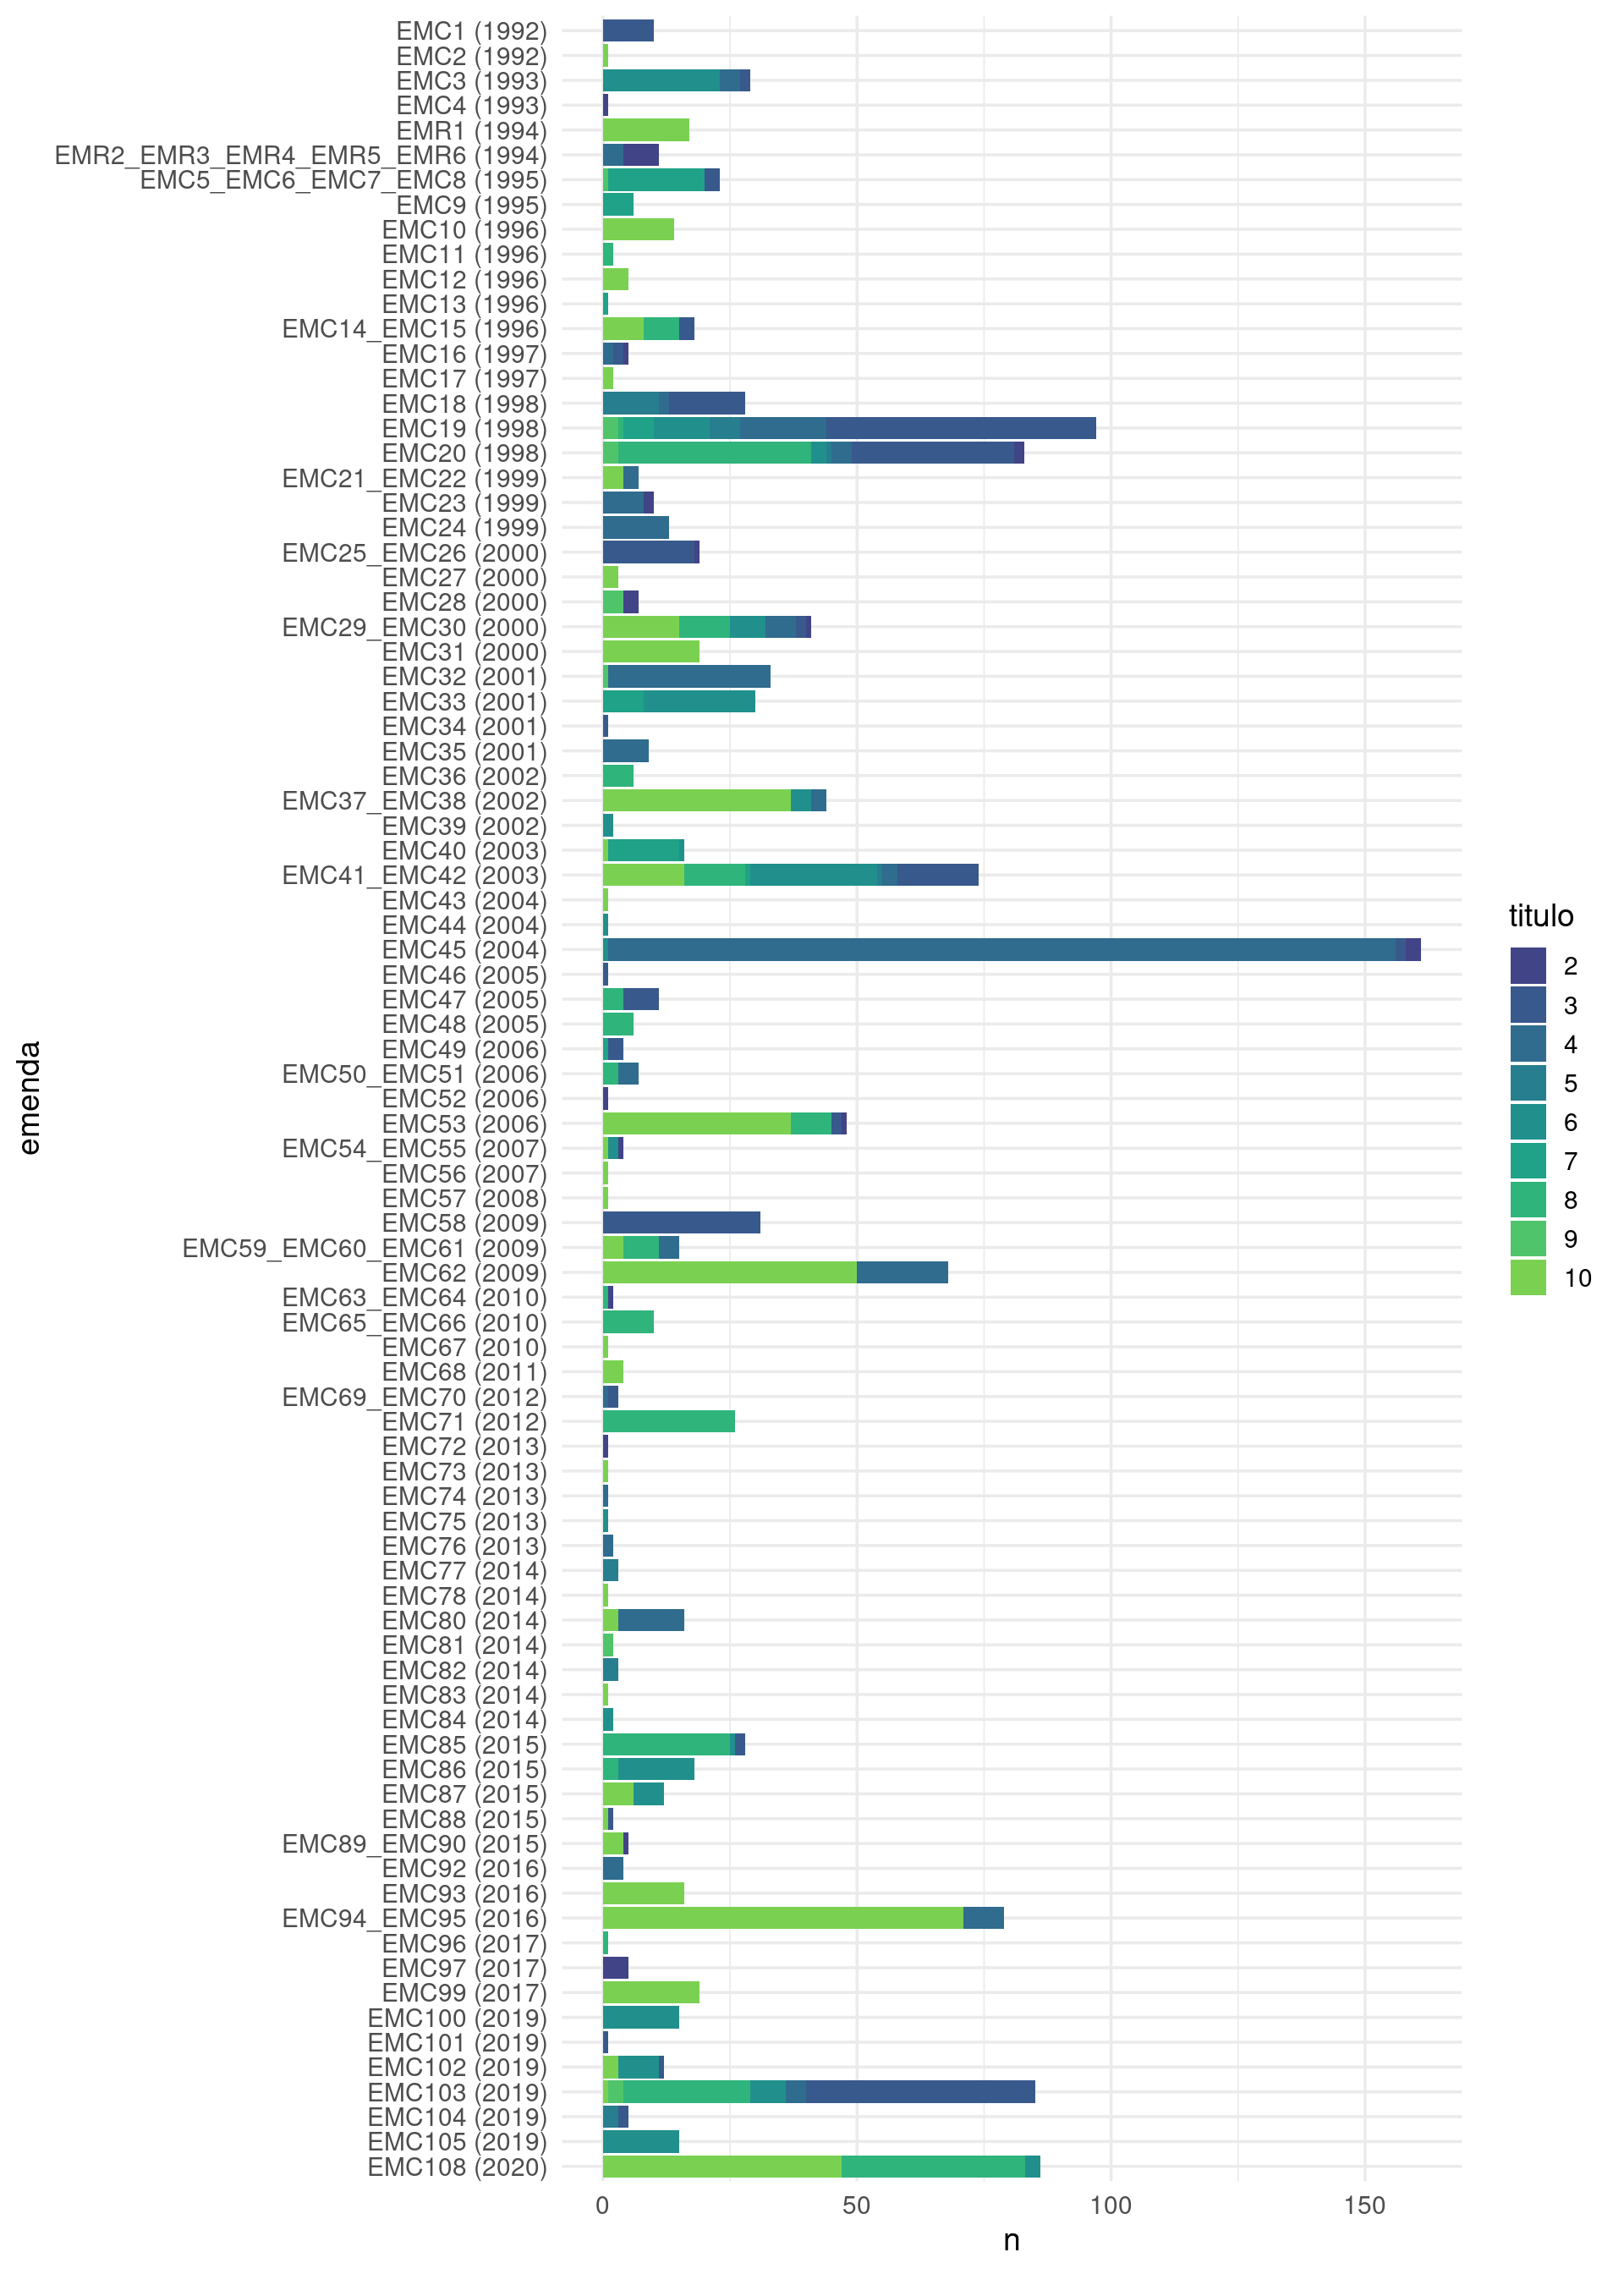 EMC1 (1992)
EMC2 (1992)
EMC3 (1993)
EMC4 (1993)
EMR1 (1994)
EMR2_EMR3_EMR4_EMR5_EMR6 (1994)
EMC5_EMC6_EMC7_EMC8 (1995)
EMC9 (1995)
EMC10 (1996)
EMC11 (1996)
EMC12 (1996)
EMC13 (1996)
EMC14_EMC15 (1996)
EMC16 (1997)
EMC17 (1997)
EMC18 (1998)
EMC19 (1998)
EMC20 (1998)
EMC21_EMC22 (1999)
EMC23 (1999)
EMC24 (1999)
EMC25_EMC26 (2000)
EMC27 (2000)
EMC28 (2000)
EMC29_EMC30 (2000)
EMC31 (2000)
EMC32 (2001)
EMC33 (2001)
EMC34 (2001)
EMC35 (2001)
EMC36 (2002)
EMC37_EMC38 (2002)
EMC39 (2002)
EMC40 (2003)
EMC41_EMC42 (2003)
EMC43 (2004)
EMC44 (2004)
EMC45 (2004)
EMC46 (2005)
EMC47 (2005)
EMC48 (2005)
EMC49 (2006)
EMC50_EMC51 (2006)
EMC52 (2006)
EMC53 (2006)
EMC54_EMC55 (2007)
EMC56 (2007)
EMC57 (2008)
EMC58 (2009)
EMC59_EMC60_EMC61 (2009)
EMC62 (2009)
EMC63_EMC64 (2010)
EMC65_EMC66 (2010)
EMC67 (2010)
EMC68 (2011)
EMC69_EMC70 (2012)
EMC71 (2012)
EMC72 (2013)
EMC73 (2013)
EMC74 (2013)
EMC75 (2013)
EMC76 (2013)
EMC77 (2014)
EMC78 (2014)
EMC80 (2014)
EMC81 (2014)
EMC82 (2014)
EMC83 (2014)
EMC84 (2014)
EMC85 (2015)
EMC86 (2015)
EMC87 (2015)
EMC88 (2015)
EMC89_EMC90 (2015)
EMC92 (2016)
EMC93 (2016)
EMC94_EMC95 (2016)
EMC96 (2017)
EMC97 (2017)
EMC99 (2017)
EMC100 (2019)
EMC101 (2019)
EMC102 (2019)
EMC103 (2019)
EMC104 (2019)
EMC105 (2019)
EMC108 (2020)
0 50 100 150
n
emenda
titulo
2
3
4
5
6
7
8
9
10